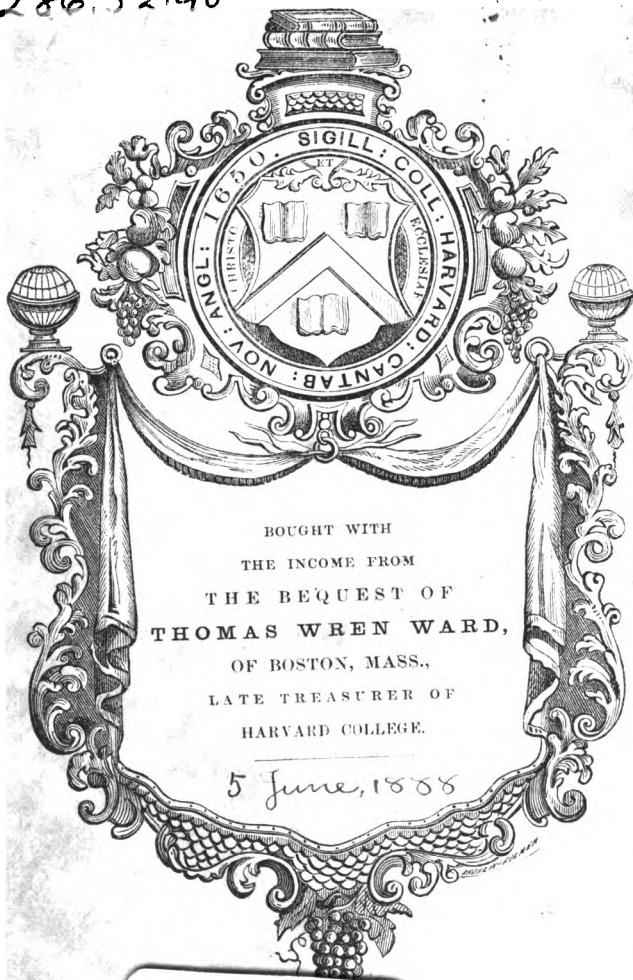 SIGILL: COLL: HARVARD: CANTAB: NOV: ANGL: 1650.
ET
CHRISTO
ECCLESIAE
BOUGHT WITH
THE INCOME FROM
THE BEQUEST OF
THOMAS WREN WARD,
OF BOSTON, MASS.,
LATE TREASURER OF
HARVARD COLLEGE.
5 June, 1888